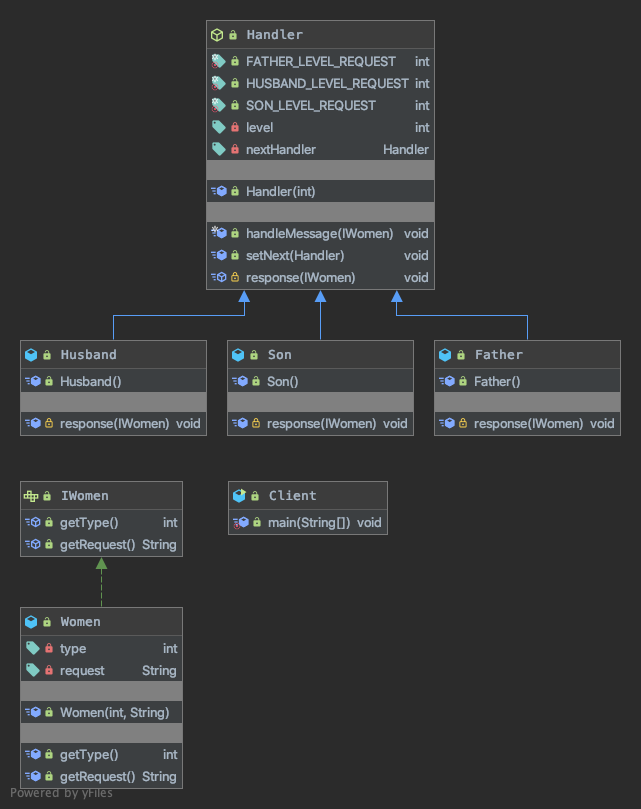 Handler
FATHER_LEVEL_REQUEST int
HUSBAND_LEVEL_REQUEST int
SON_LEVEL_REQUEST int
level int
nextHandler Handler
Handler(int)
handleMessage(IWomen) void
setNext(Handler) void
response(IWomen) void
Husband
Husband()
response(IWomen) void
Son
Son()
response(IWomen) void
Father
Father()
response(IWomen) void
IWomen
getType() int
getRequest() String
Client
main(String[]) void
Women
type int
request String
Women(int, String)
getType() int
getRequest() String
Powered by yFiles